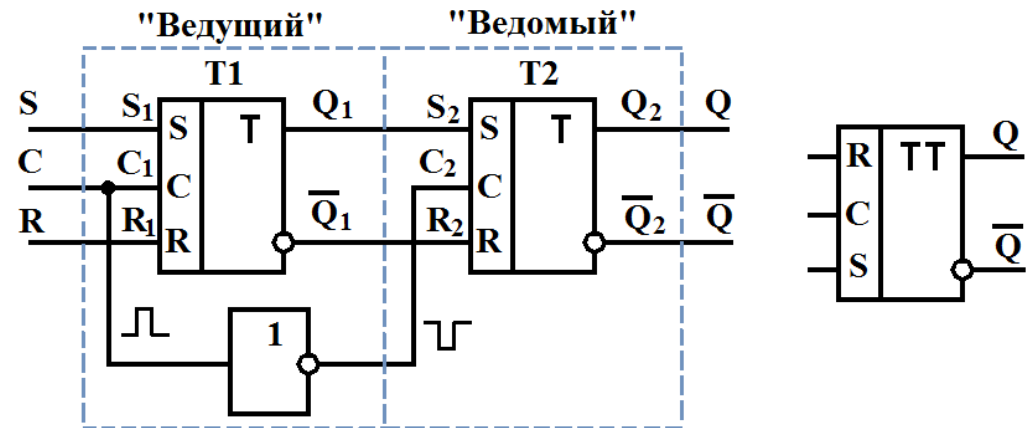 "Ведущий" "Ведомый"
T1 T2
S S₁ S T Q₁ S₂ S T Q₂ Q
C C₁ C C₂ C
R R₁ R Q̅₁ R₂ R Q̅₂ Q̅
1
R TT Q
C
S Q̅